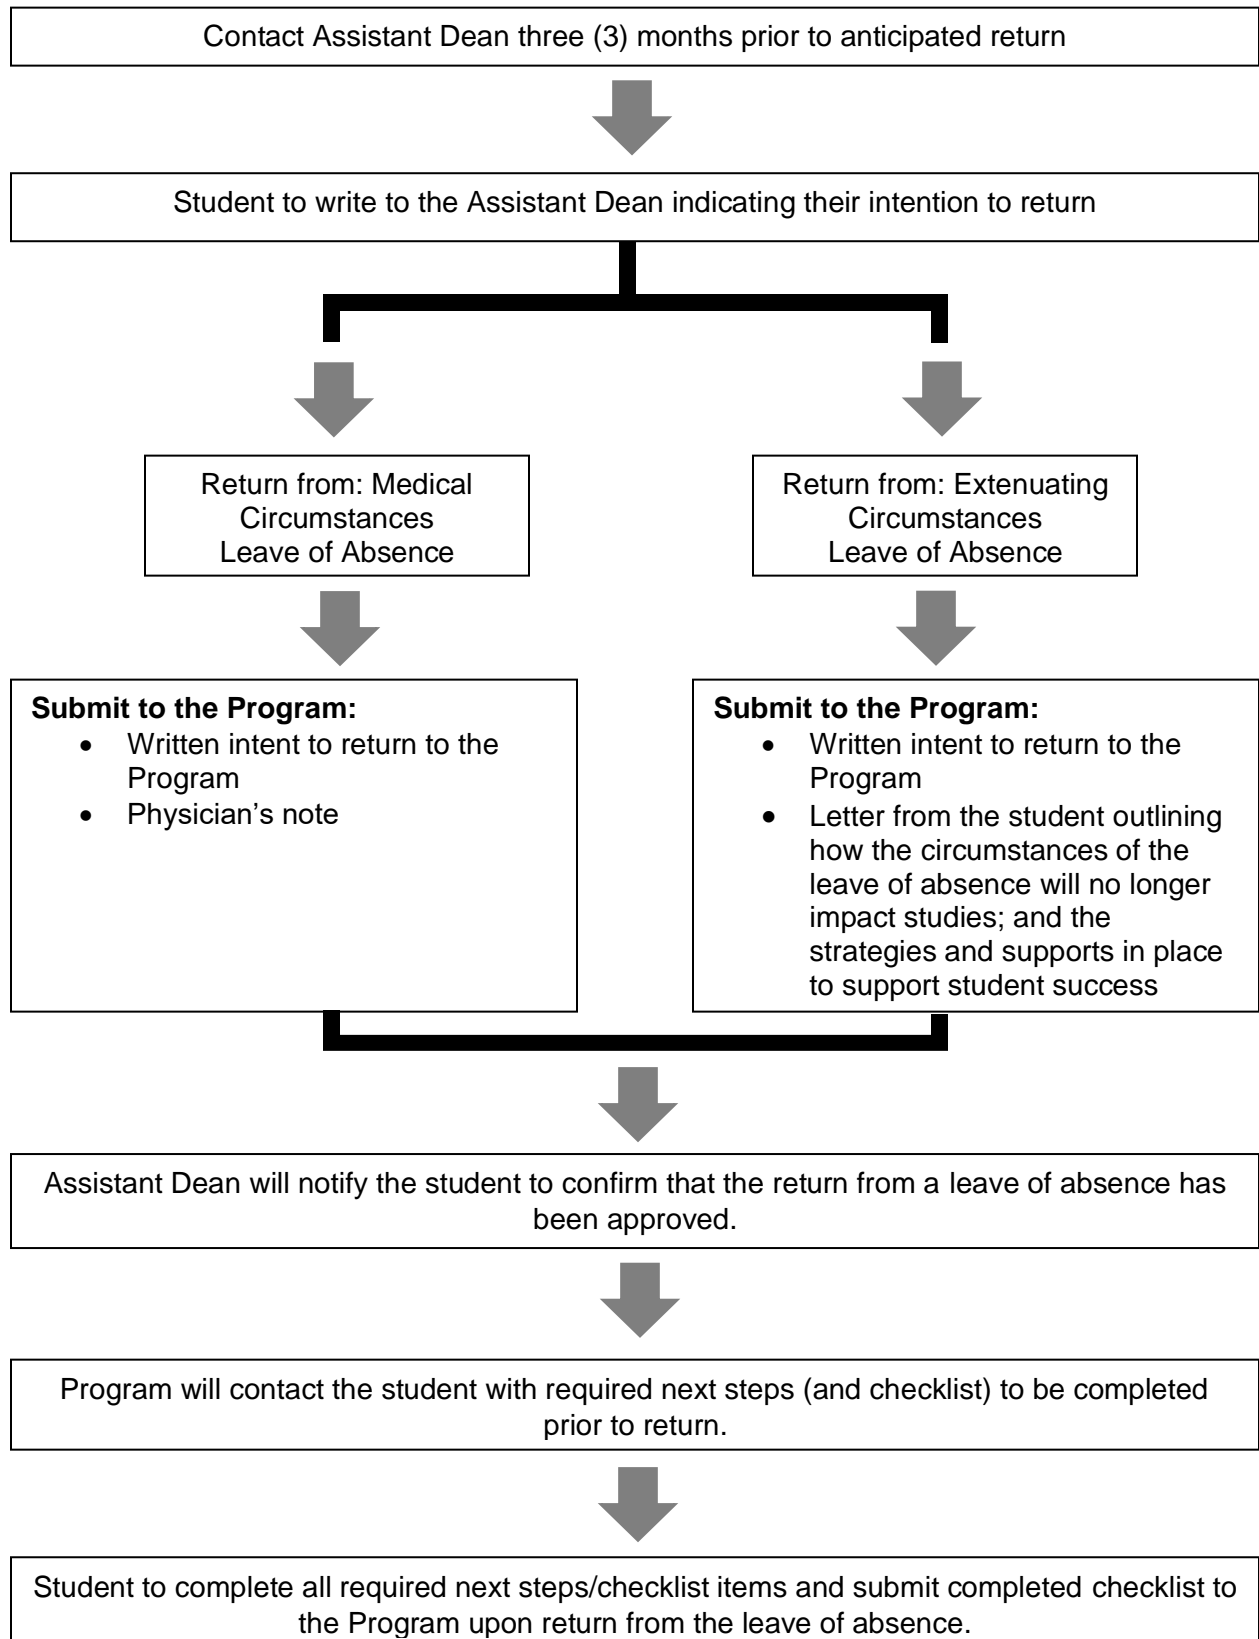 Contact Assistant Dean three (3) months prior to anticipated return
Student to write to the Assistant Dean indicating their intention to return
Return from: Medical
Circumstances
Leave of Absence
Return from: Extenuating
Circumstances
Leave of Absence
Submit to the Program:
• Written intent to return to the
Program
• Physician’s note
Submit to the Program:
• Written intent to return to the
Program
• Letter from the student outlining
how the circumstances of the
leave of absence will no longer
impact studies; and the
strategies and supports in place
to support student success
Assistant Dean will notify the student to confirm that the return from a leave of absence has
been approved.
Program will contact the student with required next steps (and checklist) to be completed
prior to return.
Student to complete all required next steps/checklist items and submit completed checklist to
the Program upon return from the leave of absence.